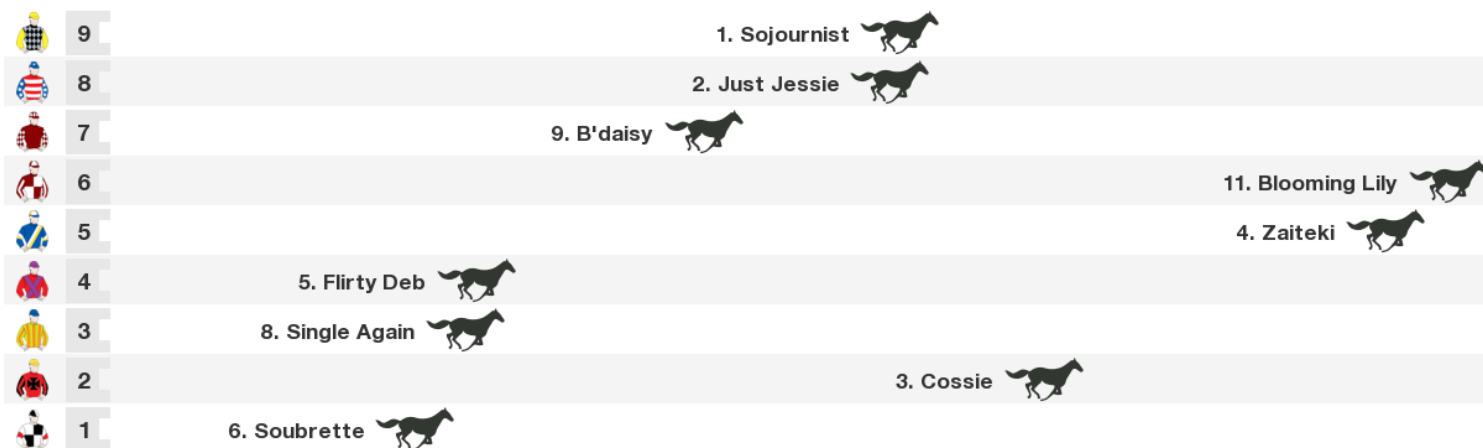 9 1. Sojournist
8 2. Just Jessie
7 9. B'daisy
6 11. Blooming Lily
5 4. Zaiteki
4 5. Flirty Deb
3 8. Single Again
2 3. Cossie
1 6. Soubrette